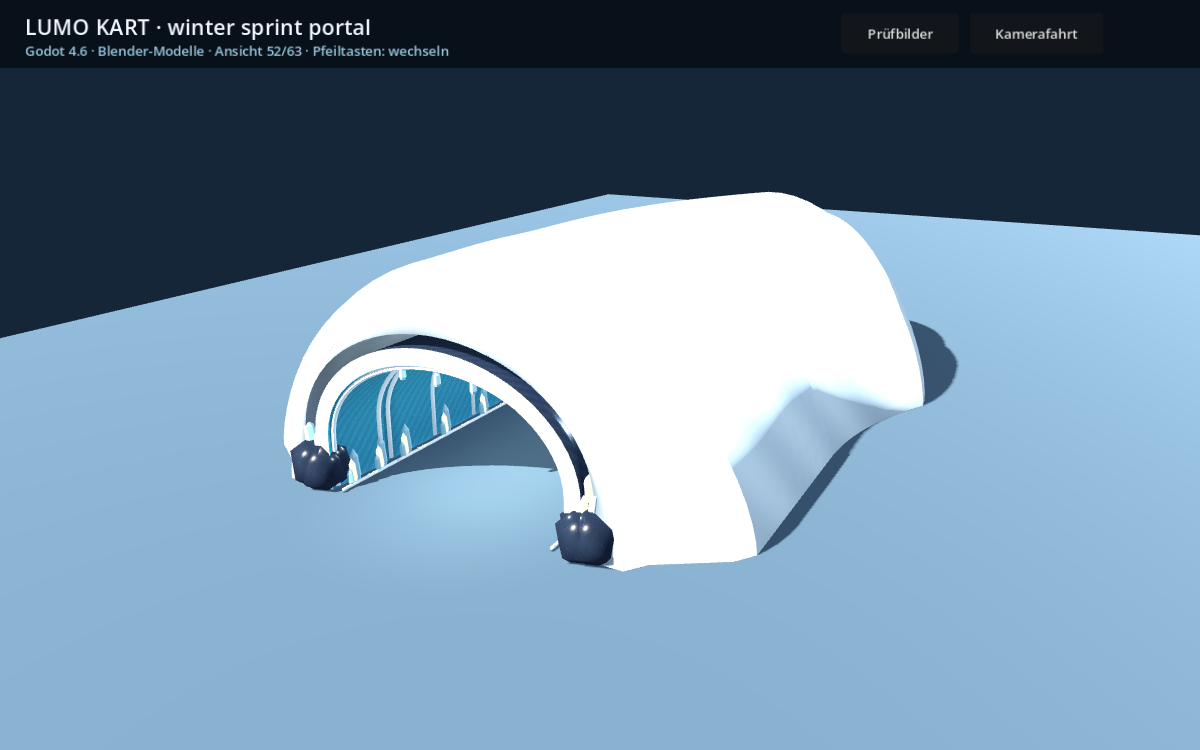 LUMO KART · winter sprint portal
Godot 4.6 · Blender-Modelle · Ansicht 52/63 · Pfeiltasten: wechseln
Prüfbilder
Kamerafahrt